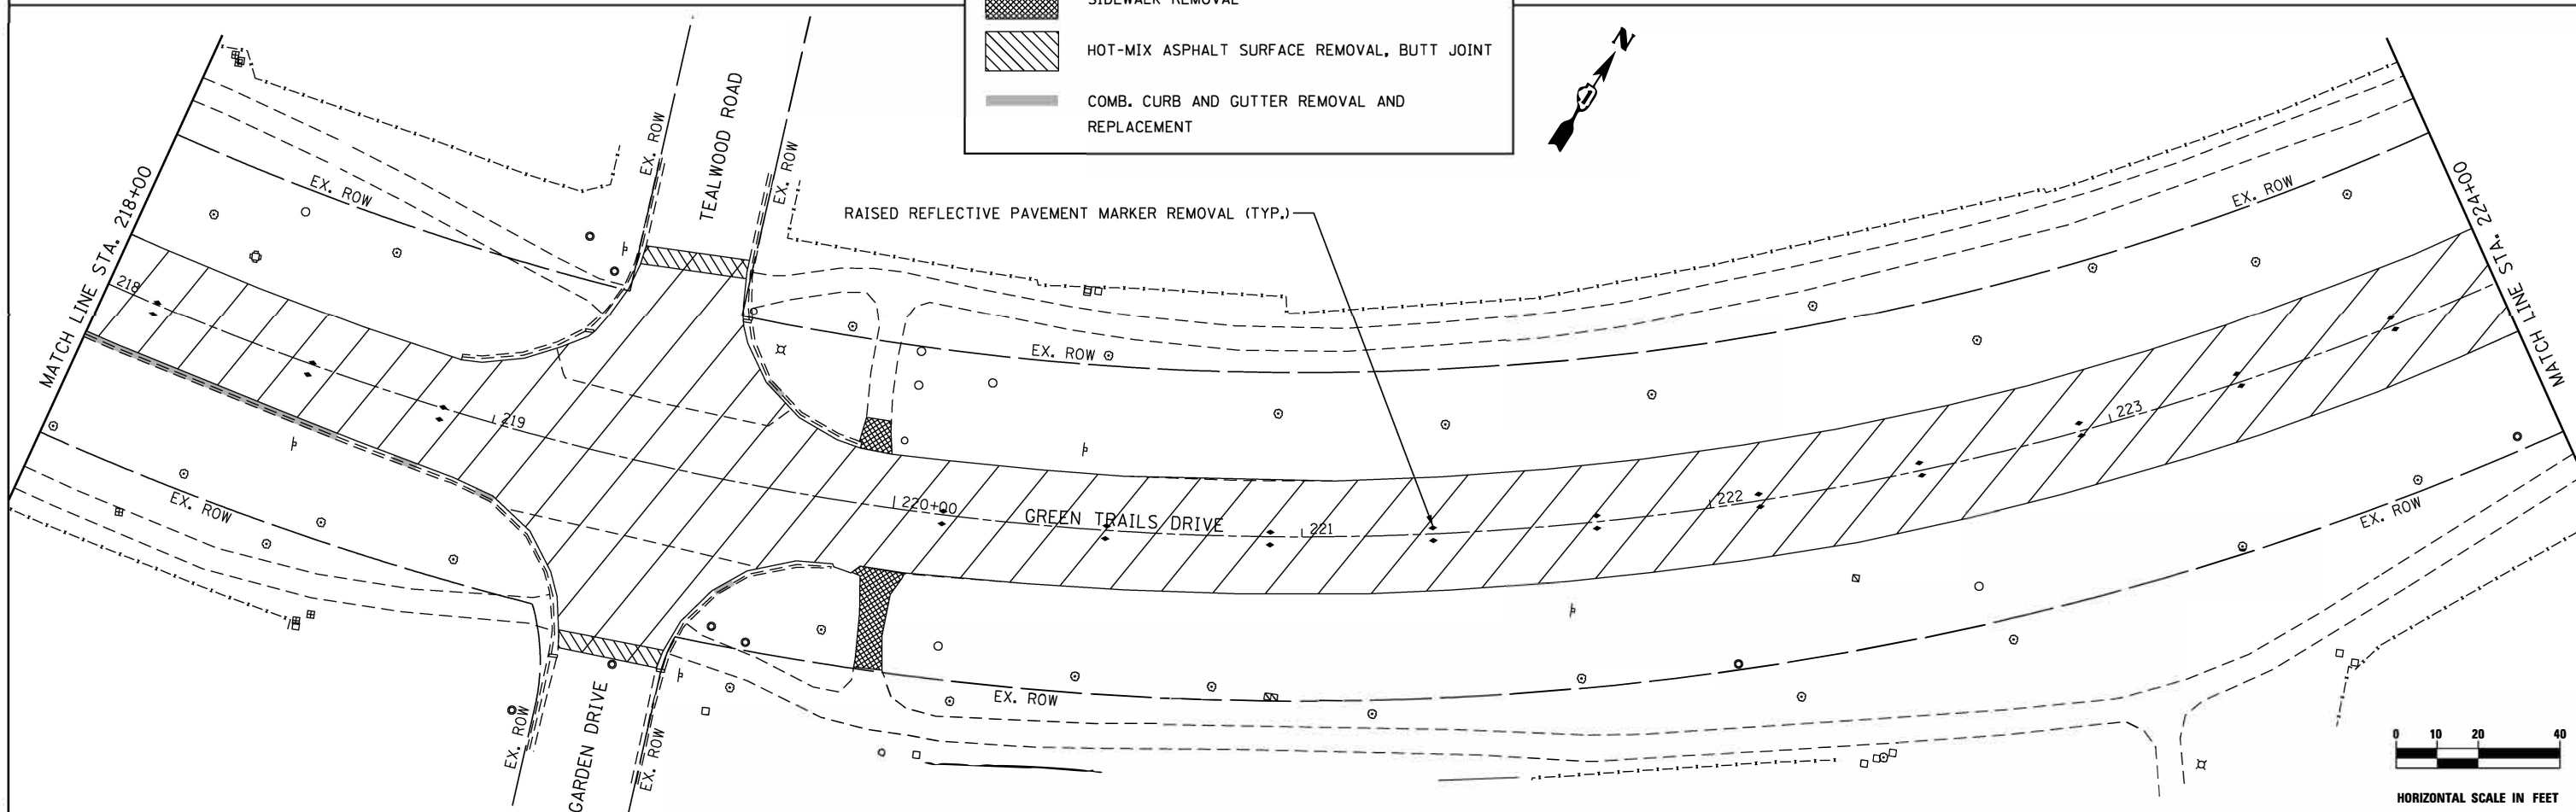 SIDEWALK REMOVAL
HOT-MIX ASPHALT SURFACE REMOVAL, BUTT JOINT
COMB. CURB AND GUTTER REMOVAL AND
REPLACEMENT
N
MATCH LINE STA. 218+00
EX. ROW
EX. ROW
TEALWOOD ROAD
EX. ROW
RAISED REFLECTIVE PAVEMENT MARKER REMOVAL (TYP.)
EX. ROW
MATCH LINE STA. 224+00
218
EX. ROW
219
223
222
220+00
GREEN TRAILS DRIVE
221
EX. ROW
EX. ROW
EX. ROW
EX. ROW
GARDEN DRIVE
EX. ROW
0 10 20 40
HORIZONTAL SCALE IN FEET